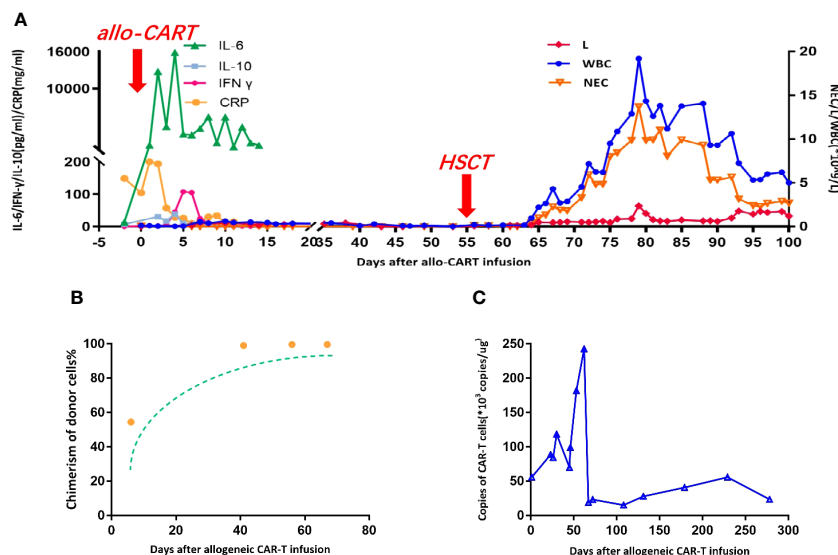 A
allo-CART
IL-6
IL-10
IFN γ
CRP
L
WBC
NEC
HSCT
IL-6/IFN-γ/IL-10(pg/ml)/CRP(mg/ml)
16000
10000
200
100
0
20
15
10
5
0
-5 0 5 10 15 20 35 40 45 50 55 60 65 70 75 80 85 90 95 100
Days after allo-CART infusion
B
Chimerism of donor cells%
100
80
60
40
20
0
0 20 40 60 80
Days after allogeneic CAR-T infusion
C
Copies of CAR-T cells(*10³ copies/ug)
250
200
150
100
50
0
0 50 100 150 200 250 300
Days after allogeneic CAR-T infusion